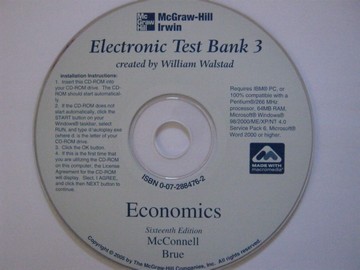 McGraw-Hill
Irwin
Electronic Test Bank 3
created by William Walstad
Installation Instructions:
1. Insert this CD-ROM into
your CD-ROM drive. The CD-
ROM should start automatical-
ly.
2. If the CD-ROM does not
start automatically, click the
START button on your
Windows® taskbar, select
RUN, and type d:\autoplay.exe
(where d: is the letter of your
CD-ROM drive.
3. Click the OK button.
4. If this is the first time that
you are utilizing the CD-ROM
on this computer, the License
Agreement for the CD-ROM
will display. Select I AGREE,
and click then NEXT button to
continue.
Requires IBM® PC, or
100% compatible with a
Pentium®/266 MHz
processor, 64MB RAM,
Microsoft® Windows®
98/2000/ME/XP/NT 4.0
Service Pack 6, Microsoft®
Word 2000 or higher.
MADE WITH
macromedia®
ISBN 0-07-288476-2
Economics
Sixteenth Edition
McConnell
Brue
Copyright © 2005 by The McGraw-Hill Companies, Inc. All rights reserved.